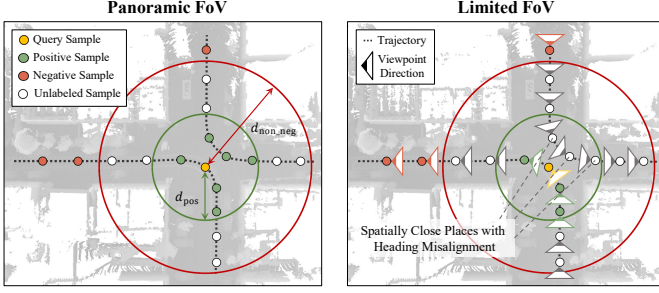 Panoramic FoV
Query Sample
Positive Sample
Negative Sample
Unlabeled Sample
d_non_neg
d_pos
Limited FoV
Trajectory
Viewpoint
Direction
Spatially Close Places with
Heading Misalignment